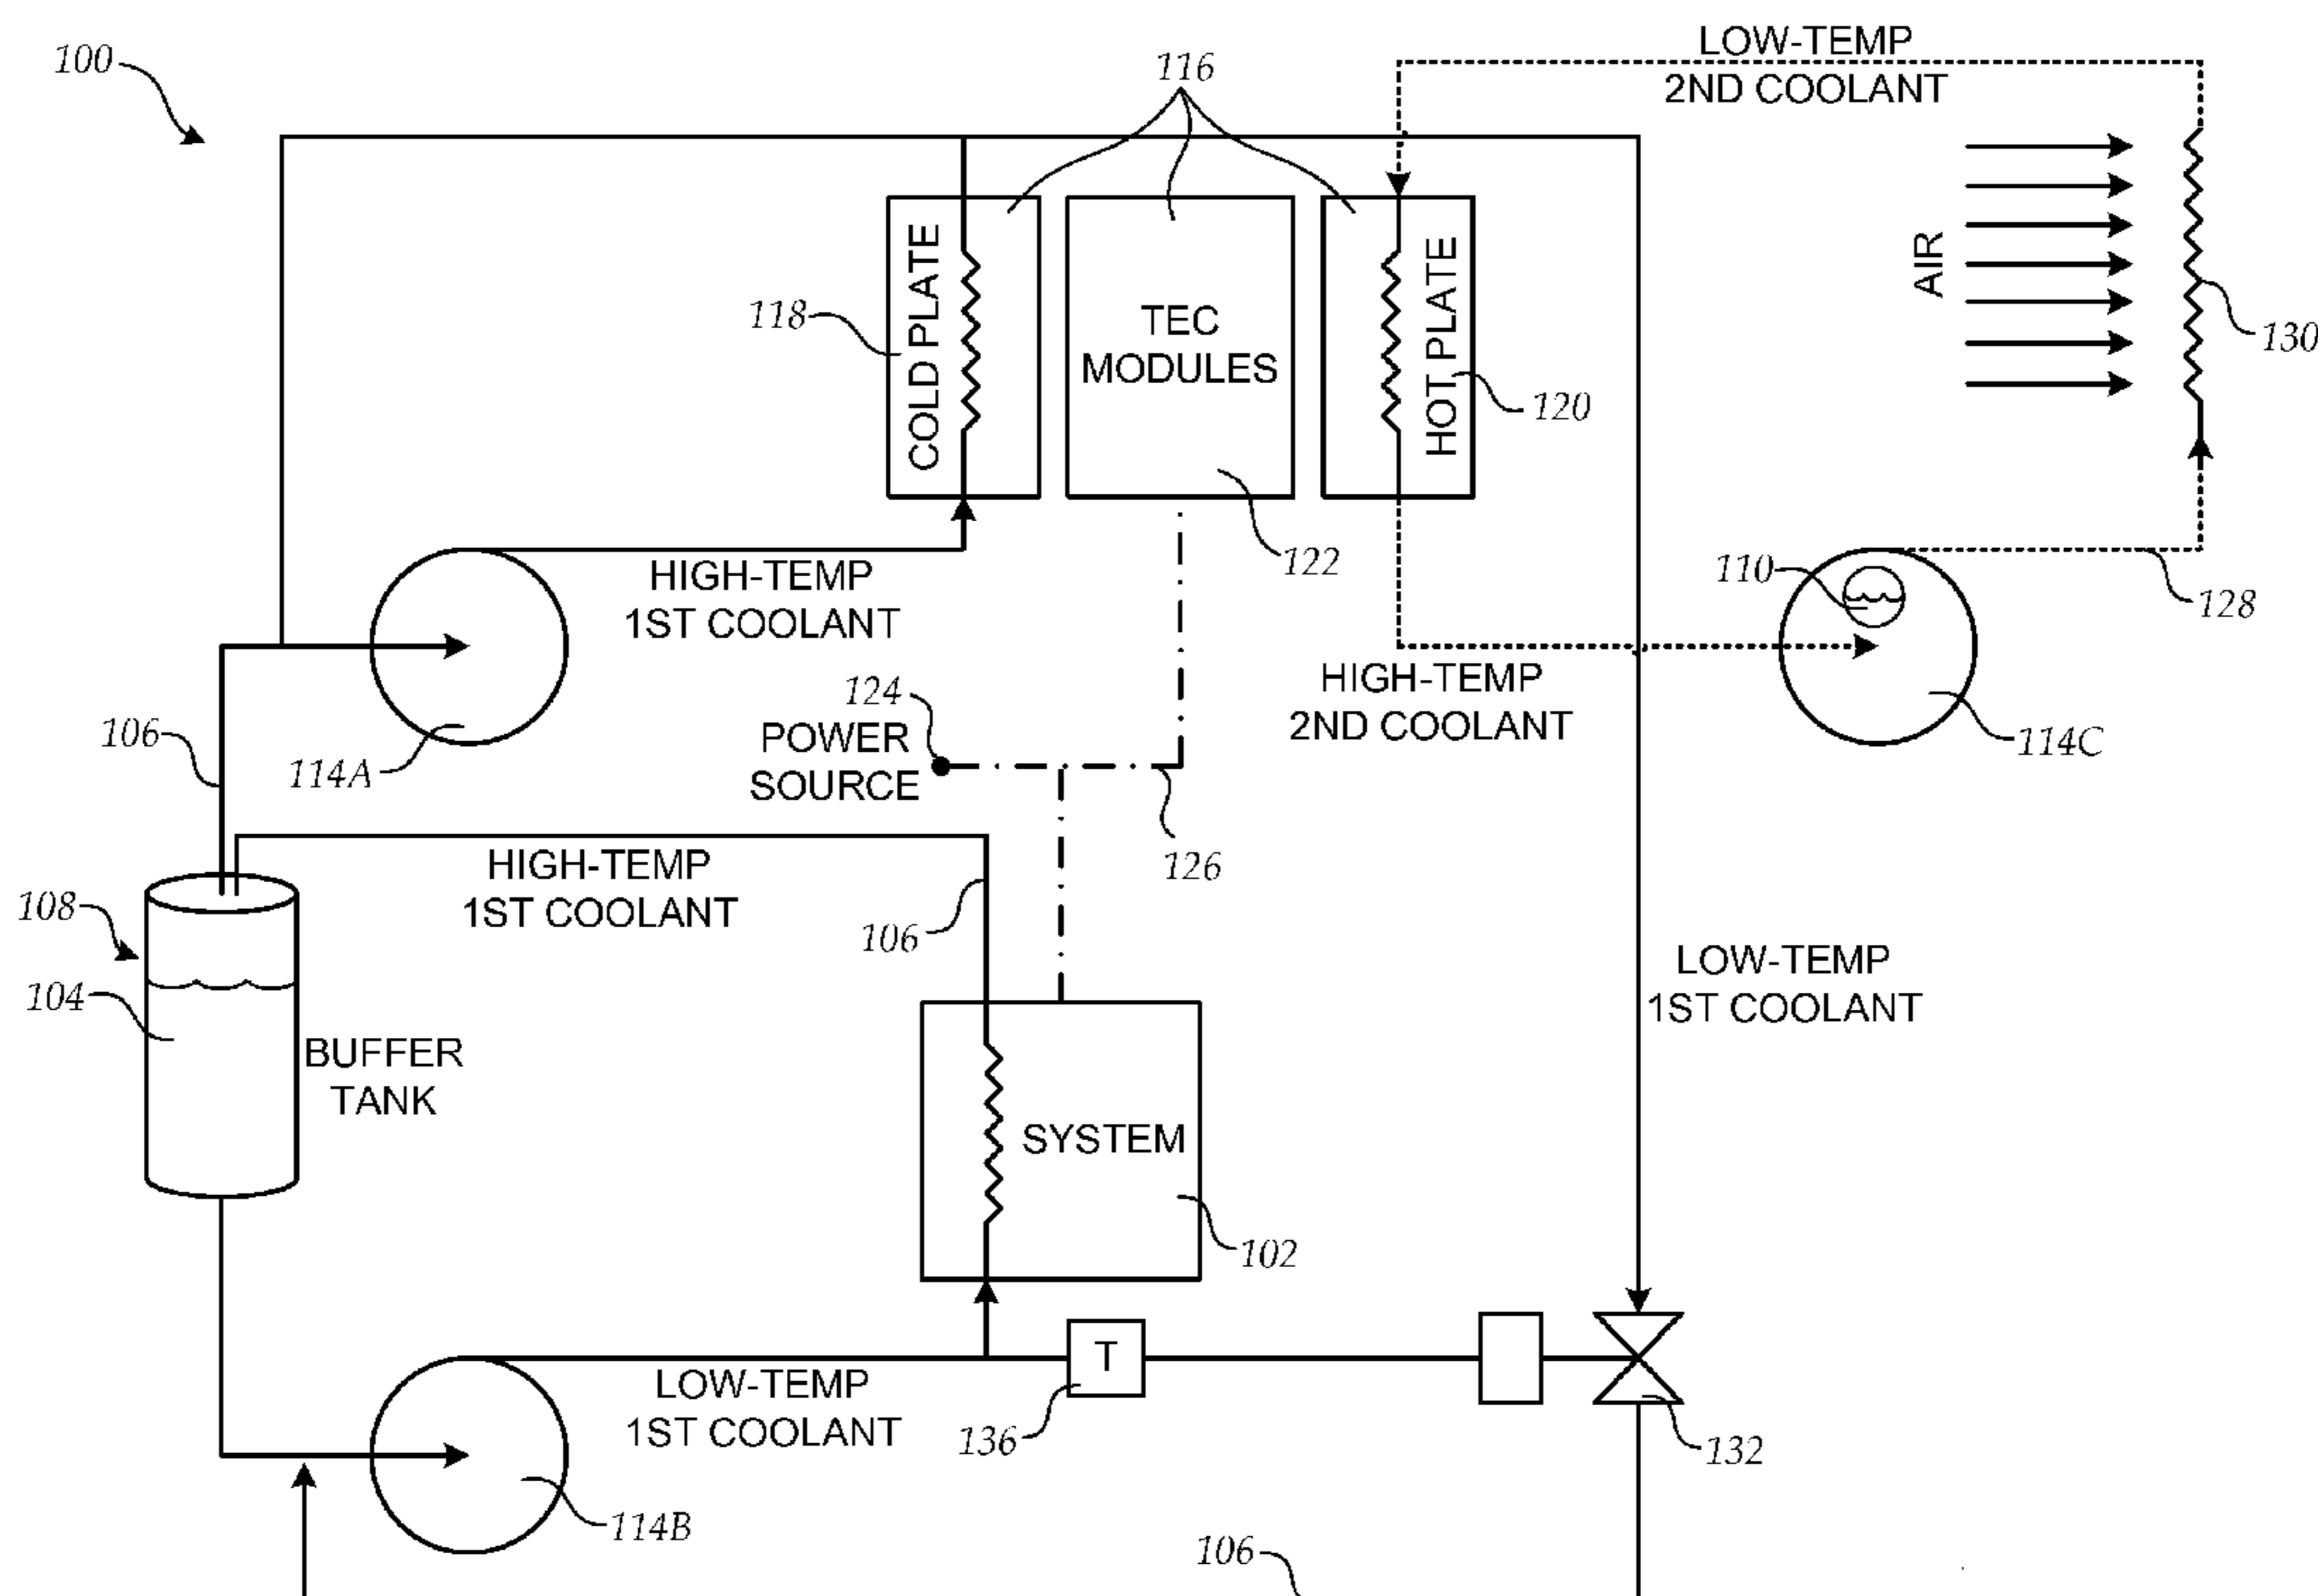 100
116
LOW-TEMP
2ND COOLANT
COLD PLATE
118
TEC
MODULES
HOT PLATE
120
AIR
130
122
HIGH-TEMP
1ST COOLANT
110
128
114A
124
POWER
SOURCE
HIGH-TEMP
2ND COOLANT
114C
106
126
HIGH-TEMP
1ST COOLANT
106
108
104
BUFFER
TANK
LOW-TEMP
1ST COOLANT
SYSTEM
102
T
136
LOW-TEMP
1ST COOLANT
132
114B
106